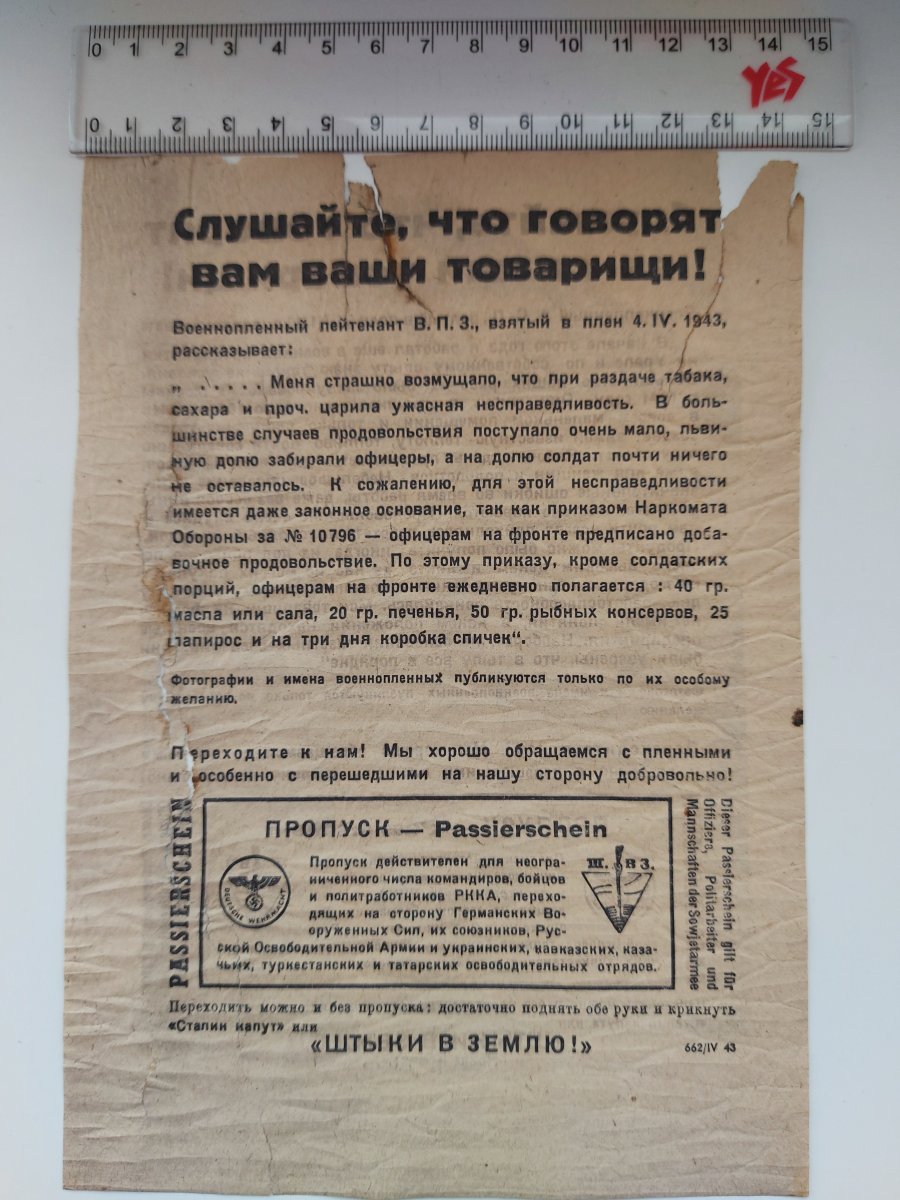 0 1 2 3 4 5 6 7 8 9 10 11 12 13 14 15
YES
0 1 2 3 4 5 6 7 8 9 10 11 12 13 14 15
Слушайте, что говорят
вам ваши товарищи!
Военнопленный лейтенант В. П. З., взятый в плен 4. IV. 1943,
рассказывает:
„ . . . . . Меня страшно возмущало, что при раздаче табака,
сахара и проч. царила ужасная несправедливость. В боль-
шинстве случаев продовольствия поступало очень мало, льви-
ную долю забирали офицеры, а на долю солдат почти ничего
не оставалось. К сожалению, для этой несправедливости
имеется даже законное основание, так как приказом Наркомата
Обороны за № 10796 — офицерам на фронте предписано доба-
вочное продовольствие. По этому приказу, кроме солдатских
порций, офицерам на фронте ежедневно полагается : 40 гр.
масла или сала, 20 гр. печенья, 50 гр. рыбных консервов, 25
папирос и на три дня коробка спичек“.
Фотографии и имена военнопленных публикуются только по их особому
желанию.
Переходите к нам! Мы хорошо обращаемся с пленными
и особенно с перешедшими на нашу сторону добровольно!
PASSIERSCHEIN
ПРОПУСК — Passierschein
DEUTSCHE WEHRMACHT
Ш. В З.
Пропуск действителен для неогра-
ниченного числа командиров, бойцов
и политработников РККА, перехо-
дящих на сторону Германских Во-
оруженных Сил, их союзников, Рус-
ской Освободительной Армии и украинских, кавказских, каза-
чьих, туркестанских и татарских освободительных отрядов.
Dieser Passierschein gilt für
Offiziere, Politarbeiter und
Mannschaften der Sowjetarmee
Переходить можно и без пропуска: достаточно поднять обе руки и крикнуть
«Сталин капут» или
«ШТЫКИ В ЗЕМЛЮ!»
662/IV 43